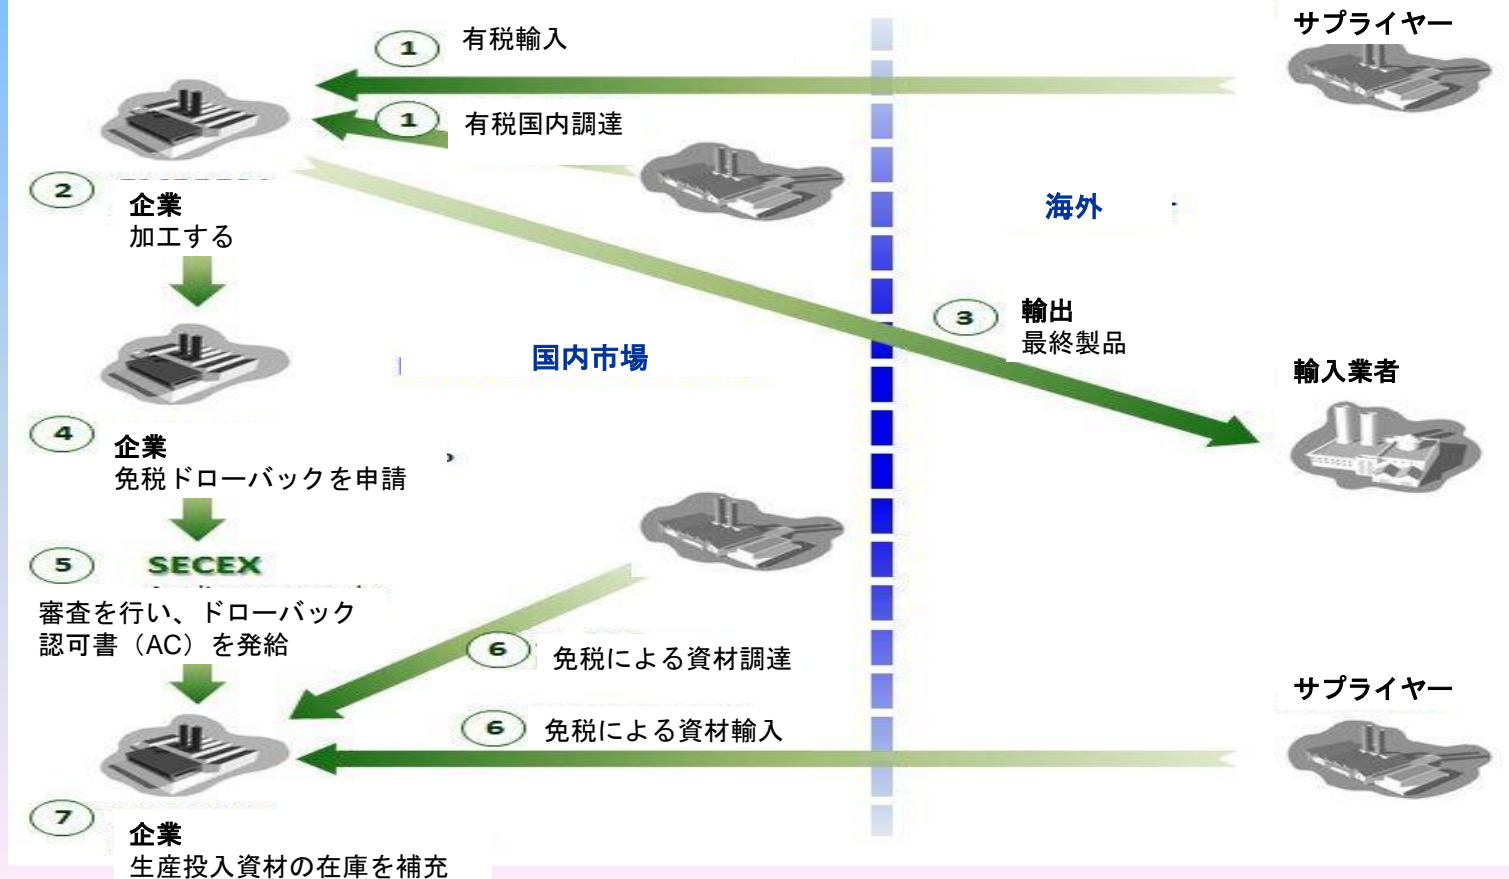 サプライヤー
1 有税輸入
1 有税国内調達
2
企業
加工する
海外
3
輸出
最終製品
国内市場
輸入業者
4
企業
免税ドローバックを申請
5 SECEX
審査を行い、ドローバック
認可書（AC）を発給
6 免税による資材調達
サプライヤー
6 免税による資材輸入
7
企業
生産投入資材の在庫を補充